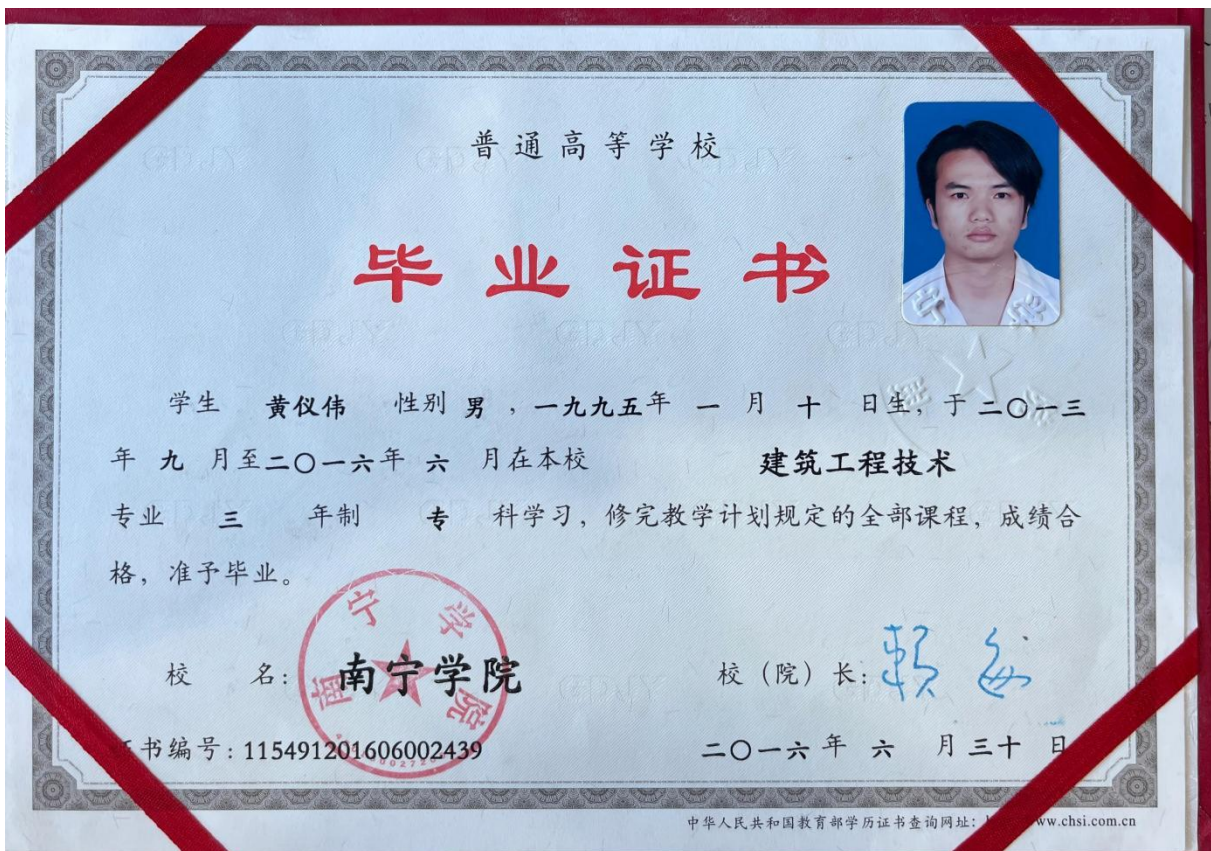 普通高等学校
毕业证书
学生 黄仪伟 性别 男 ，一九九五年 一 月 十 日生，于 二〇一三
年 九 月至二〇一六年 六 月在本校 建筑工程技术
专业 三 年制 专 科学习，修完教学计划规定的全部课程，成绩合
格，准予毕业。
校 名：南宁学院
南宁学院
校（院）长：
书编号：115491201606002439
二〇一六 年 六 月 三十 日
中华人民共和国教育部学历证书查询网址： ww.chsi.com.cn